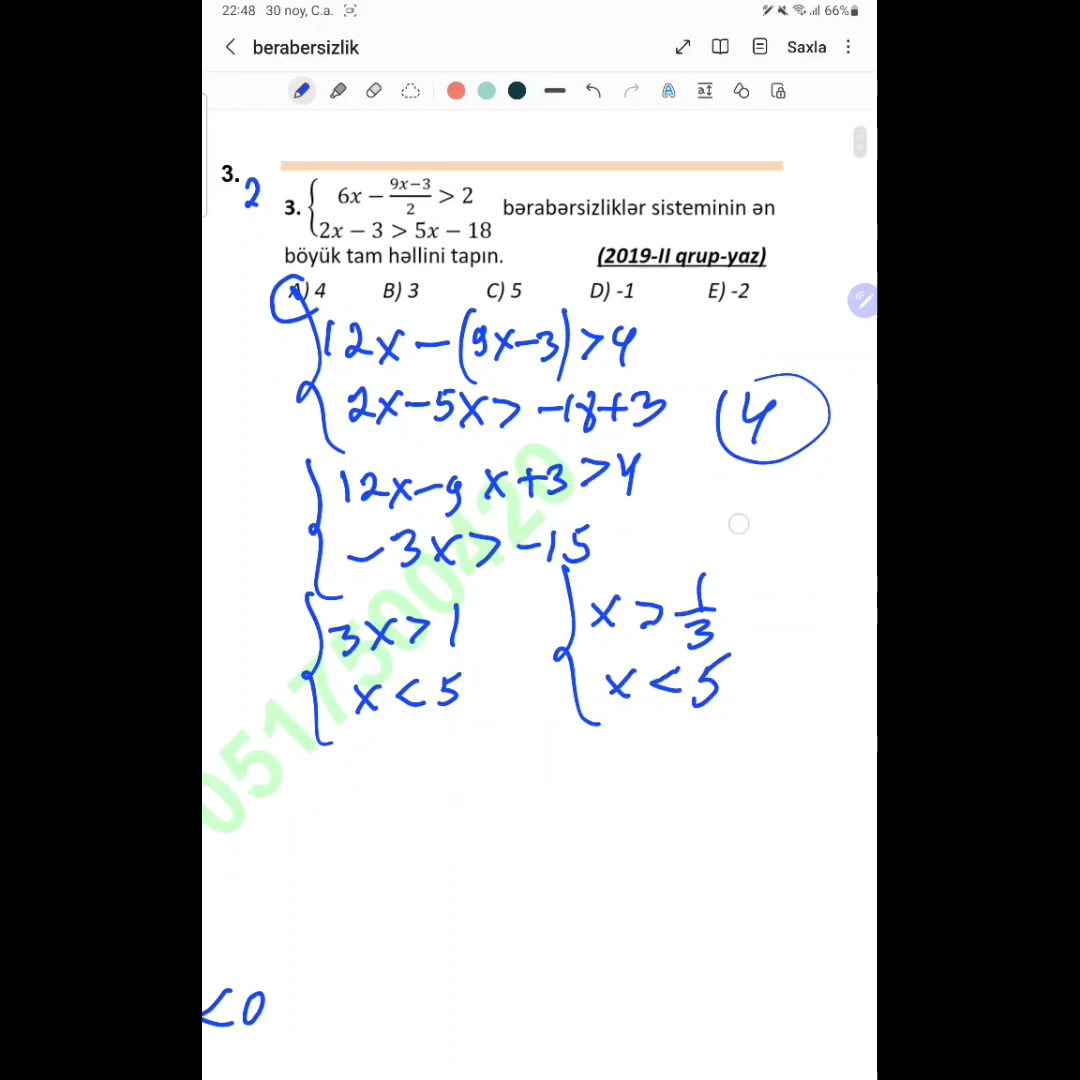 22:48 30 noy, C.a. 66%
berabersizlik
Saxla
3.
2
3. { 6x − (9x−3)/2 > 2
2x − 3 > 5x − 18
bərabərsizliklər sisteminin ən
böyük tam həllini tapın. (2019-II qrup-yaz)
A) 4 B) 3 C) 5 D) -1 E) -2
12x − (9x−3) > 4
2x−5x > −18+3
4
12x−9x+3 > 4
−3x > −15
3x > 1
x < 5
x > 1/3
x < 5
0517500429
<0